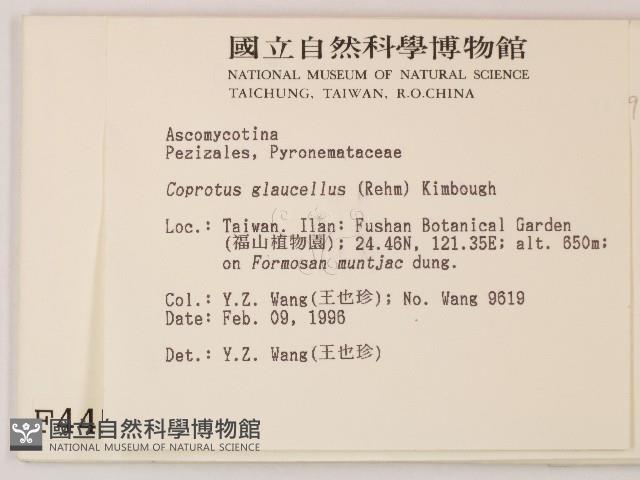 國立自然科學博物館
NATIONAL MUSEUM OF NATURAL SCIENCE
TAICHUNG, TAIWAN, R.O.CHINA
Ascomycotina
Pezizales, Pyronemataceae
Coprotus glaucellus (Rehm) Kimbough
Loc.: Taiwan. Ilan: Fushan Botanical Garden
(福山植物園); 24.46N, 121.35E; alt. 650m;
on Formosan muntjac dung.
Col.: Y.Z. Wang(王也珍); No. Wang 9619
Date: Feb. 09, 1996
Det.: Y.Z. Wang(王也珍)
F44
國立自然科學博物館
NATIONAL MUSEUM OF NATURAL SCIENCE